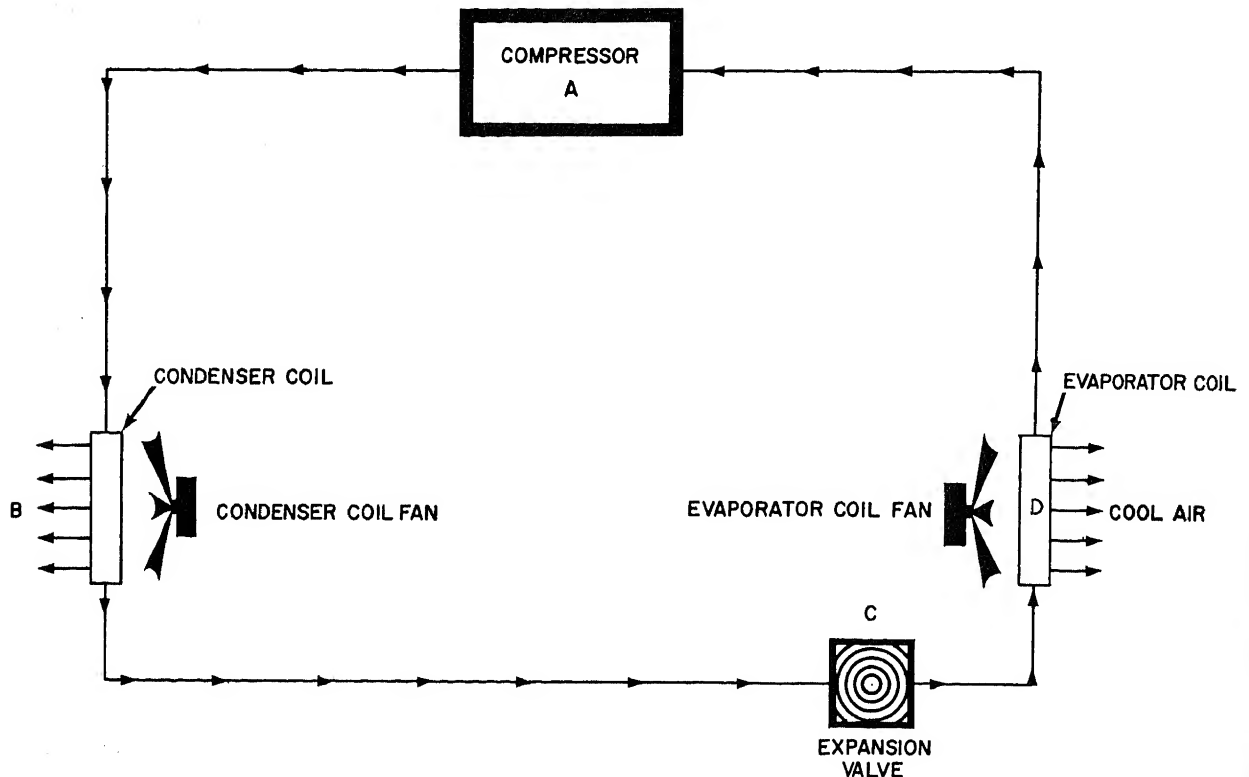 COMPRESSOR
A
CONDENSER COIL
EVAPORATOR COIL
B
CONDENSER COIL FAN
EVAPORATOR COIL FAN
D
COOL AIR
C
EXPANSION
VALVE